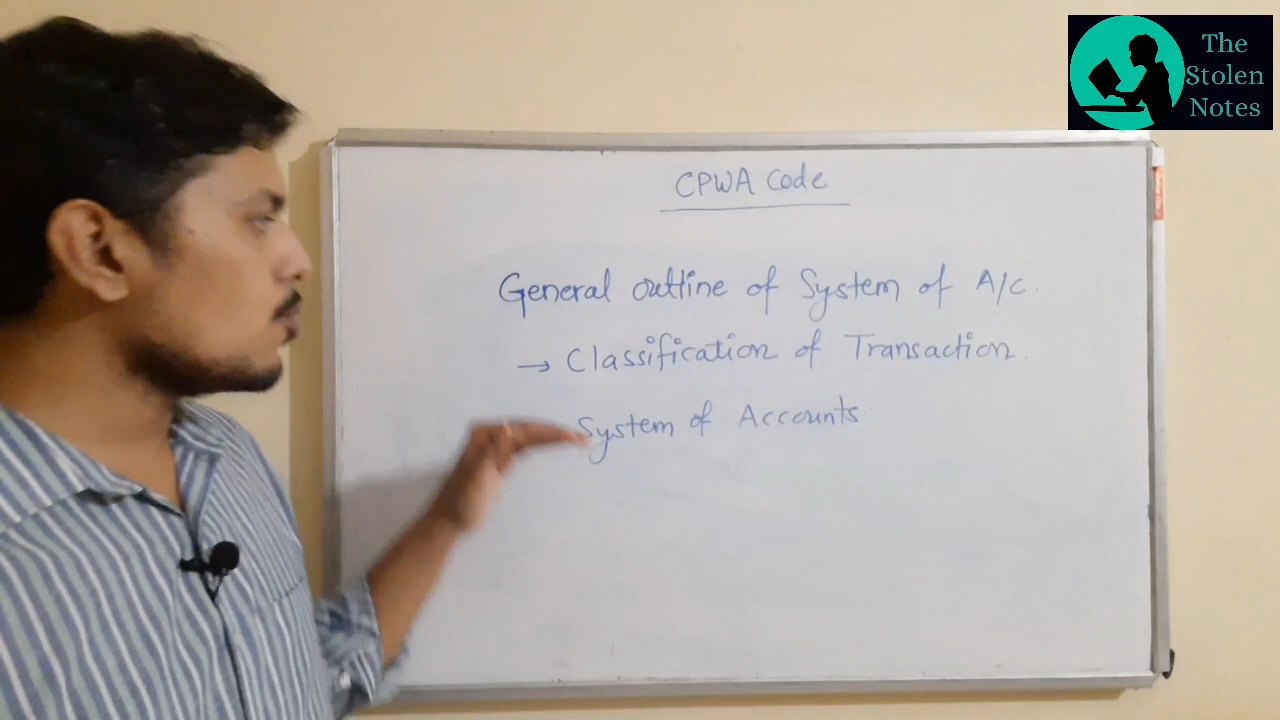 The
Stolen
Notes
CPWA Code
General outline of System of A/C.
→ Classification of Transaction.
System of Accounts